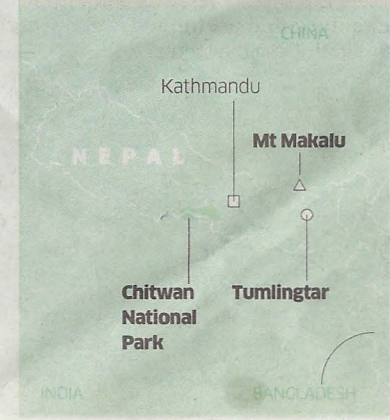 CHINA
Kathmandu
Mt Makalu
NEPAL
Chitwan
National
Park
Tumlingtar
INDIA
BANGLADESH